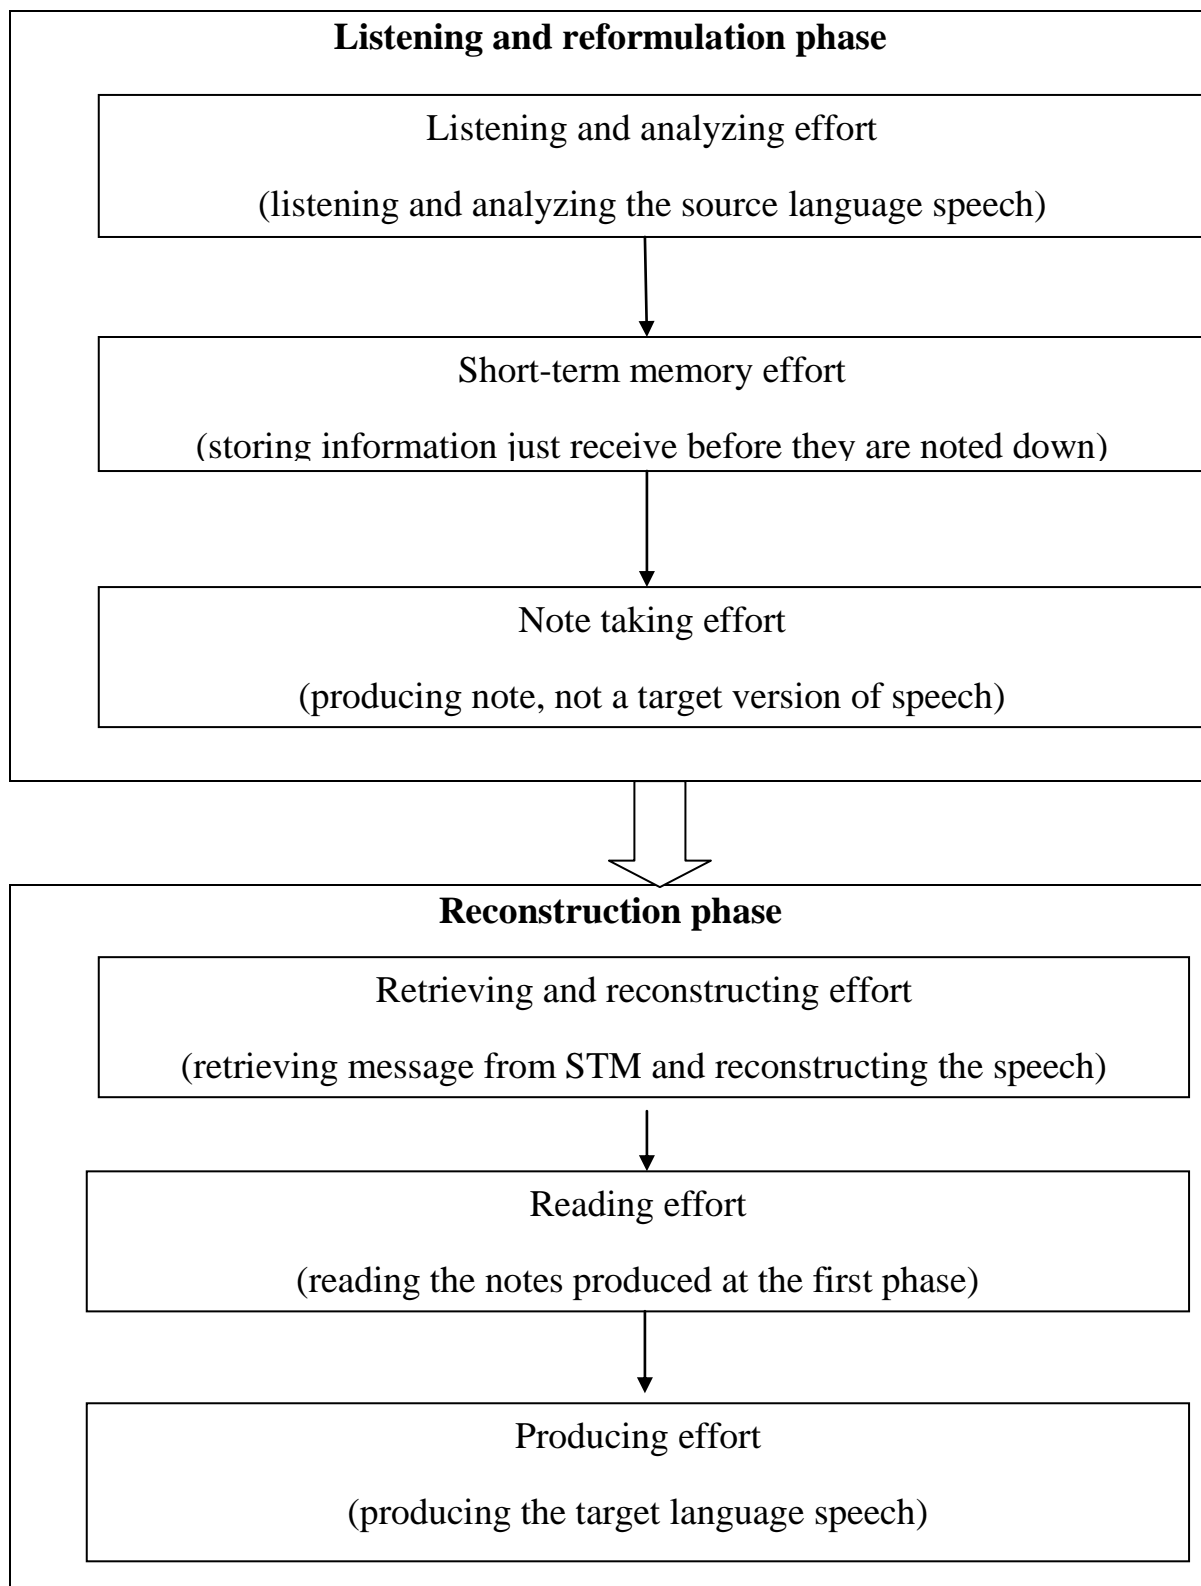 Listening and reformulation phase
Listening and analyzing effort
(listening and analyzing the source language speech)
Short-term memory effort
(storing information just receive before they are noted down)
Note taking effort
(producing note, not a target version of speech)
Reconstruction phase
Retrieving and reconstructing effort
(retrieving message from STM and reconstructing the speech)
Reading effort
(reading the notes produced at the first phase)
Producing effort
(producing the target language speech)